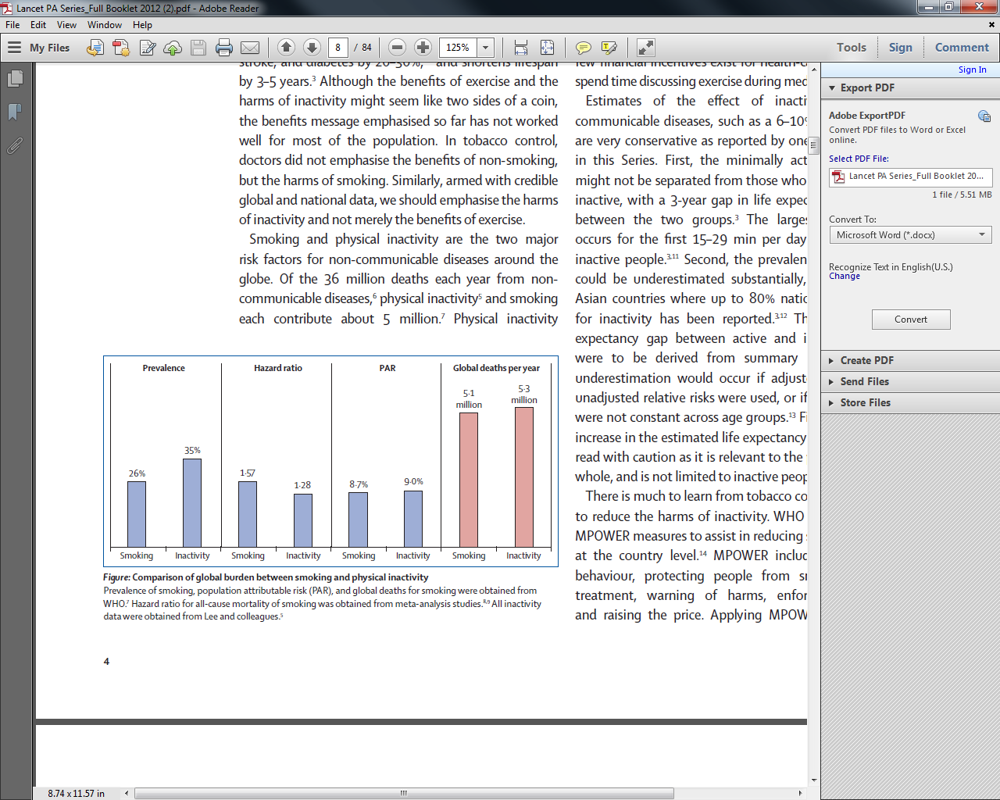 Lancet PA Series_Full Booklet 2012 (2).pdf - Adobe Reader
File Edit View Window Help
My Files 8 / 84 125% Tools Sign Comment
Sign In
Export PDF
Adobe ExportPDF
Convert PDF files to Word or Excel
online.
Select PDF File:
Lancet PA Series_Full Booklet 20...
1 file / 5.51 MB
Convert To:
Microsoft Word (*.docx)
Recognize Text in English(U.S.)
Change
Convert
Create PDF
Send Files
Store Files
stroke, and diabetes by 20–30%, and shortens lifespan
by 3–5 years.³ Although the benefits of exercise and the
harms of inactivity might seem like two sides of a coin,
the benefits message emphasised so far has not worked
well for most of the population. In tobacco control,
doctors did not emphasise the benefits of non-smoking,
but the harms of smoking. Similarly, armed with credible
global and national data, we should emphasise the harms
of inactivity and not merely the benefits of exercise.
Smoking and physical inactivity are the two major
risk factors for non-communicable diseases around the
globe. Of the 36 million deaths each year from non-
communicable diseases,⁶ physical inactivity⁵ and smoking
each contribute about 5 million.⁷ Physical inactivity
Prevalence Hazard ratio PAR Global deaths per year
26% 35% 1·57 1·28 8·7% 9·0% 5·1 million 5·3 million
Smoking Inactivity Smoking Inactivity Smoking Inactivity Smoking Inactivity
Figure: Comparison of global burden between smoking and physical inactivity
Prevalence of smoking, population attributable risk (PAR), and global deaths for smoking were obtained from
WHO.⁷ Hazard ratio for all-cause mortality of smoking was obtained from meta-analysis studies.⁸,⁹ All inactivity
data were obtained from Lee and colleagues.⁵
4
few financial incentives exist for health-c
spend time discussing exercise during med
Estimates of the effect of inacti
communicable diseases, such as a 6–10%
are very conservative as reported by one
in this Series. First, the minimally act
might not be separated from those who
inactive, with a 3-year gap in life expec
between the two groups.³ The larges
occurs for the first 15–29 min per day
inactive people.³,¹¹ Second, the prevalen
could be underestimated substantially,
Asian countries where up to 80% natio
for inactivity has been reported.³,¹² Th
expectancy gap between active and i
were to be derived from summary
underestimation would occur if adjust
unadjusted relative risks were used, or if
were not constant across age groups.¹³ Fi
increase in the estimated life expectancy
read with caution as it is relevant to the
whole, and is not limited to inactive peop
There is much to learn from tobacco co
to reduce the harms of inactivity. WHO
MPOWER measures to assist in reducing s
at the country level.¹⁴ MPOWER includ
behaviour, protecting people from sm
treatment, warning of harms, enfor
and raising the price. Applying MPOW
8.74 x 11.57 in